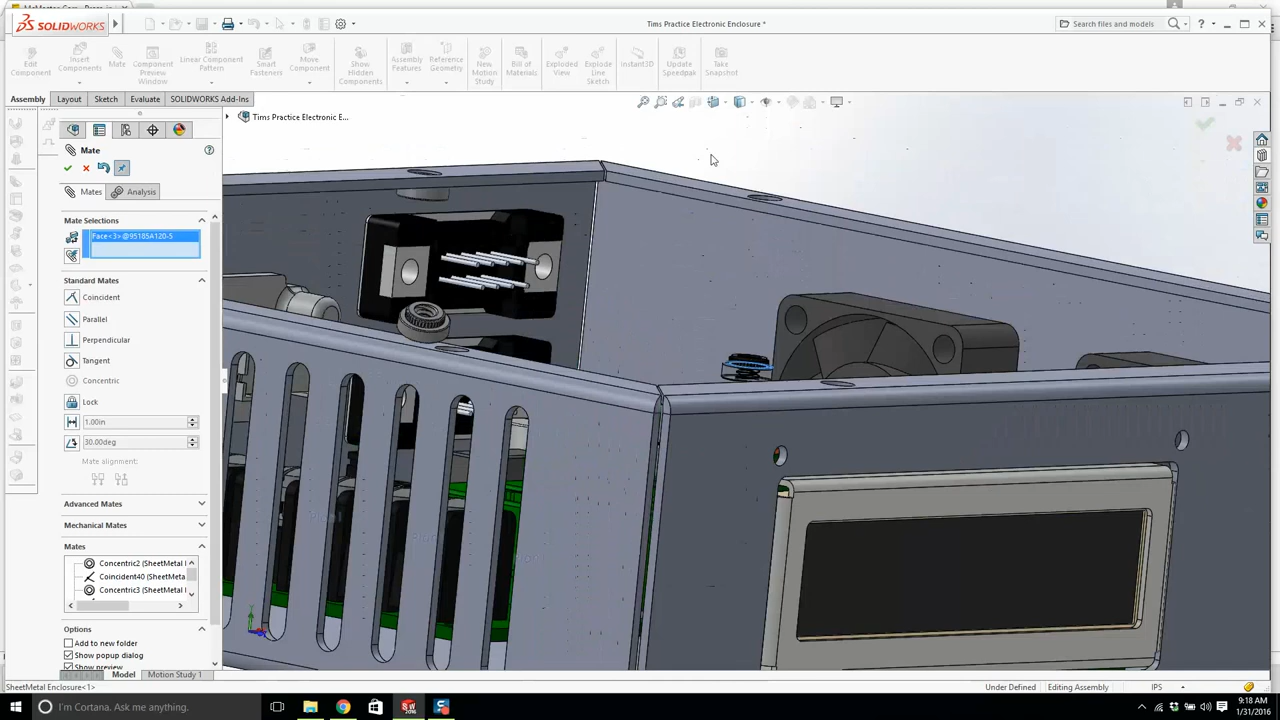 SOLIDWORKS
Tims Practice Electronic Enclosure *
Search files and models
Edit Component
Insert Components
Mate
Component Preview Window
Linear Component Pattern
Smart Fasteners
Move Component
Show Hidden Components
Assembly Features
Reference Geometry
New Motion Study
Bill of Materials
Exploded View
Explode Line Sketch
Instant3D
Update Speedpak
Take Snapshot
Assembly Layout Sketch Evaluate SOLIDWORKS Add-Ins
Tims Practice Electronic E...
Mate
Mates Analysis
Mate Selections
Face<3>@95185A120-5
Standard Mates
Coincident
Parallel
Perpendicular
Tangent
Concentric
Lock
1.00in
30.00deg
Mate alignment:
Advanced Mates
Mechanical Mates
Mates
Concentric2 (SheetMetal
Coincident40 (SheetMeta
Concentric3 (SheetMetal
Options
Add to new folder
Show popup dialog
Show preview
Model Motion Study 1
SheetMetal Enclosure<1>
Under Defined Editing Assembly IPS
I'm Cortana. Ask me anything.
9:18 AM
1/31/2016